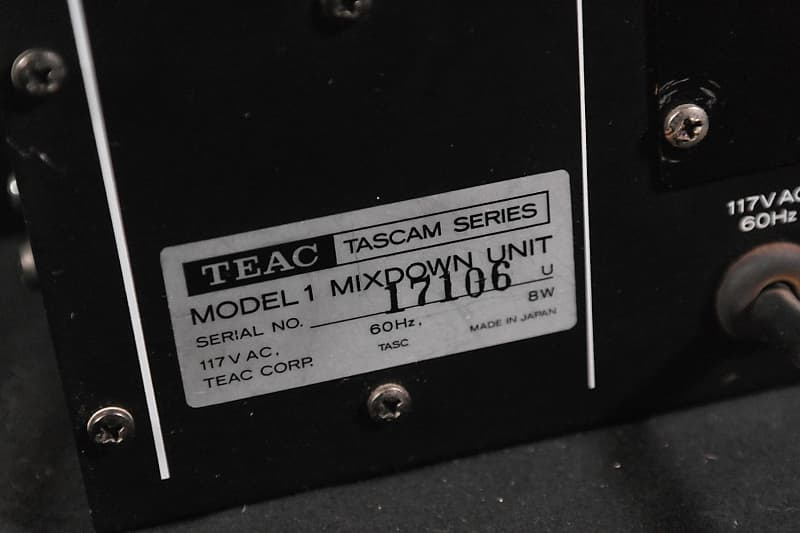 TEAC TASCAM SERIES
MODEL 1 MIXDOWN UNIT
SERIAL NO. 17106 U
117V AC, 60Hz, 8W
TEAC CORP. TASC MADE IN JAPAN
117V AC
60Hz